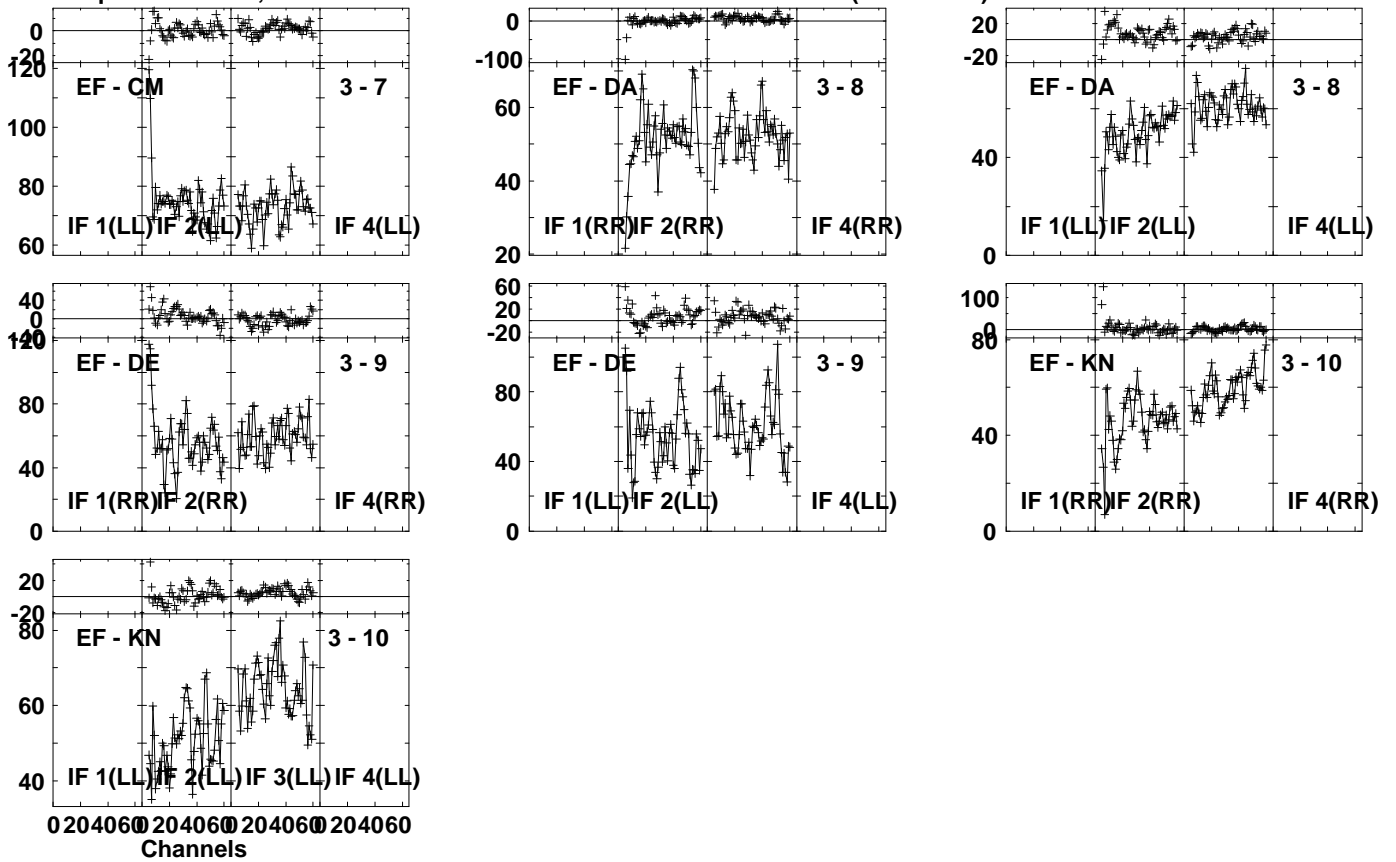 0
-20
120
100
80
60
EF - CM
3 - 7
IF 1(LL)
IF 2(LL)
IF 4(LL)
0
-100
60
40
20
EF - DA
3 - 8
IF 1(RR)
IF 2(RR)
IF 4(RR)
20
0
-20
40
0
EF - DA
3 - 8
IF 1(LL)
IF 2(LL)
IF 4(LL)
40
0
-40
120
80
40
0
EF - DE
3 - 9
IF 1(RR)
IF 2(RR)
IF 4(RR)
60
20
-20
80
40
0
EF - DE
3 - 9
IF 1(LL)
IF 2(LL)
IF 4(LL)
100
0
80
40
0
EF - KN
3 - 10
IF 1(RR)
IF 2(RR)
IF 4(RR)
20
-20
80
60
40
EF - KN
3 - 10
IF 1(LL)
IF 2(LL)
IF 3(LL)
IF 4(LL)
0 20 40 60 0 20 40 60 0 20 40 60 0 20 40 60
Channels